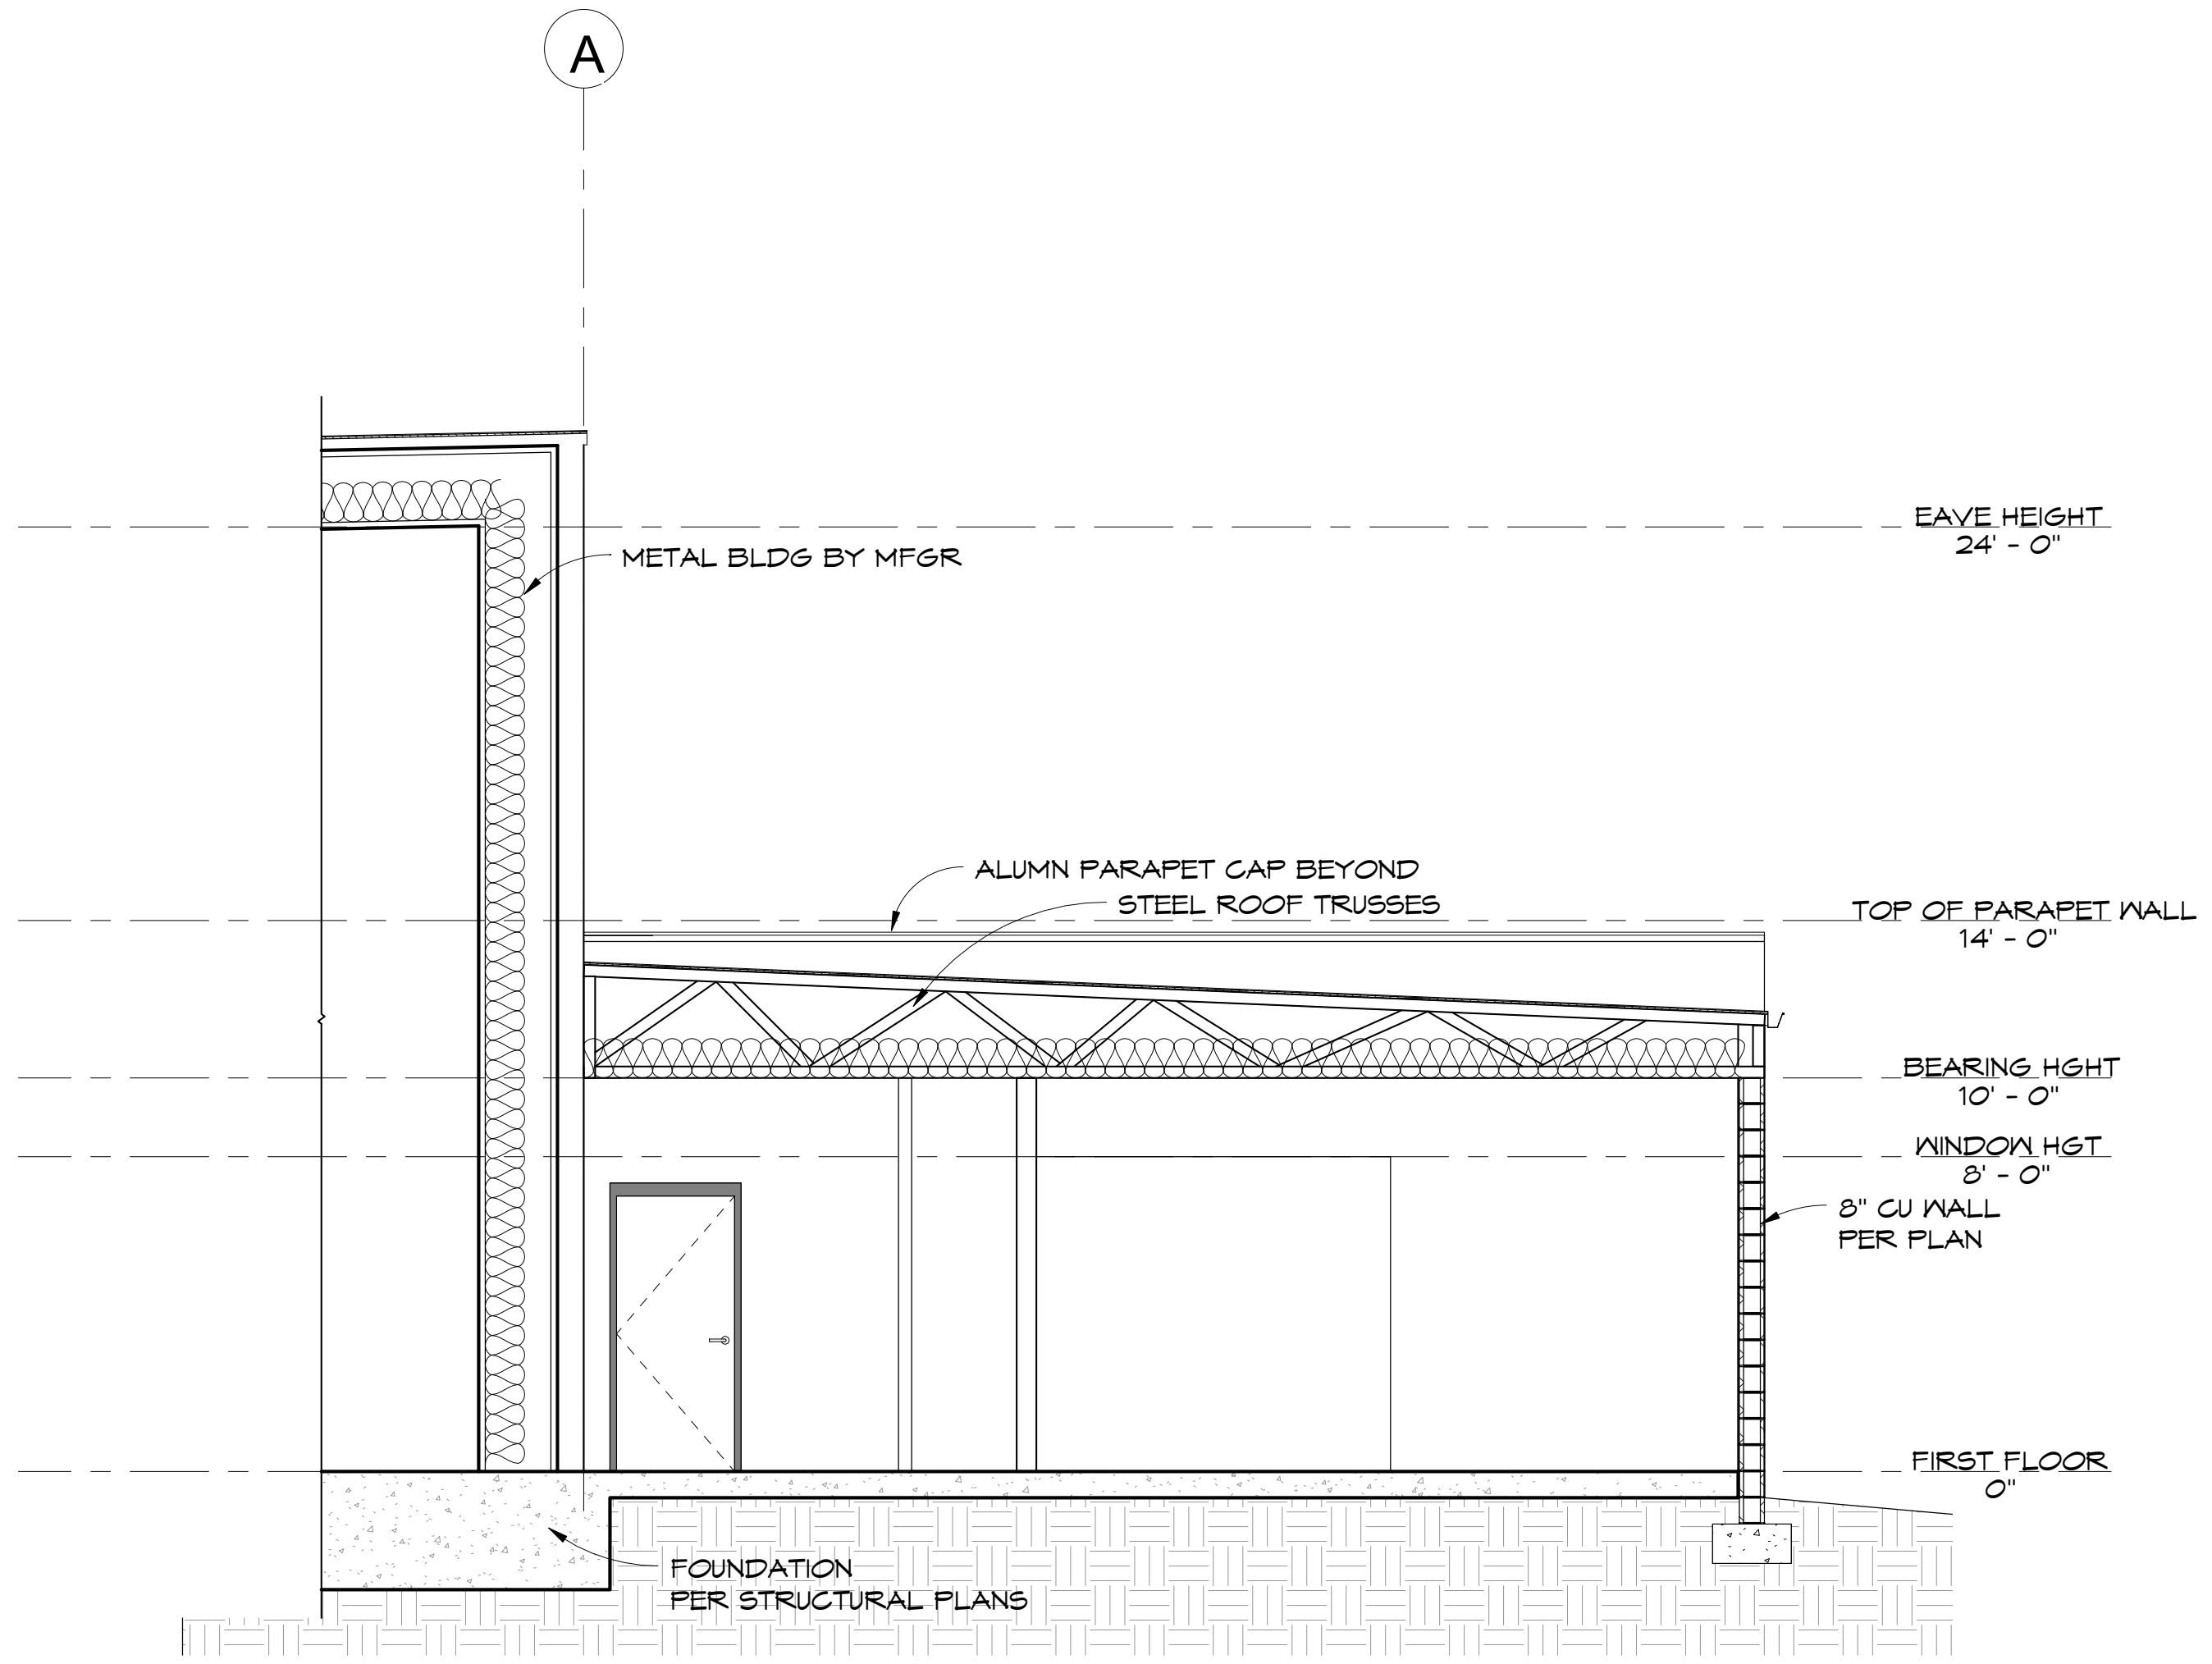 A
EAVE HEIGHT
24' - 0"
METAL BLDG BY MFGR
ALUMN PARAPET CAP BEYOND
STEEL ROOF TRUSSES
TOP OF PARAPET WALL
14' - 0"
BEARING HGHT
10' - 0"
WINDOW HGT
8' - 0"
8" CU WALL
PER PLAN
FIRST FLOOR
0"
FOUNDATION
PER STRUCTURAL PLANS